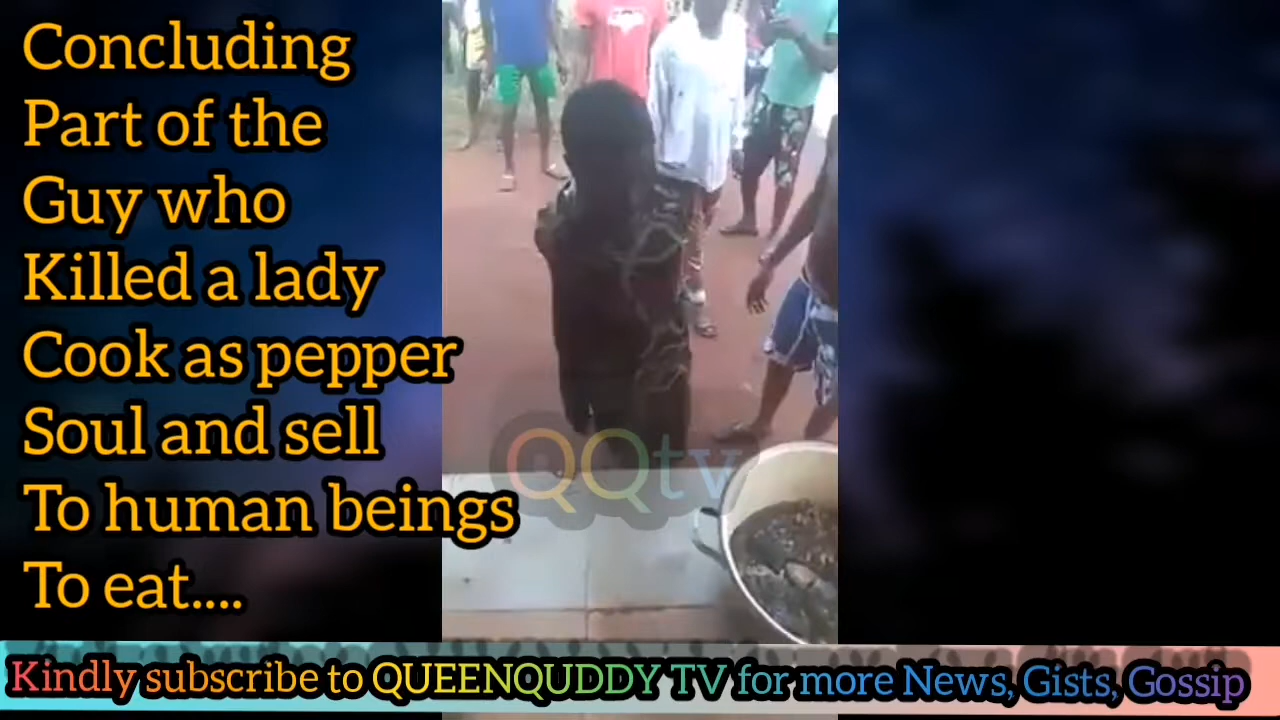 Concluding
Part of the
Guy who
Killed a lady
Cook as pepper
Soul and sell
To human beings
To eat....
QQtv
Kindly subscribe to QUEENQUDDY TV for more News, Gists, Gossip